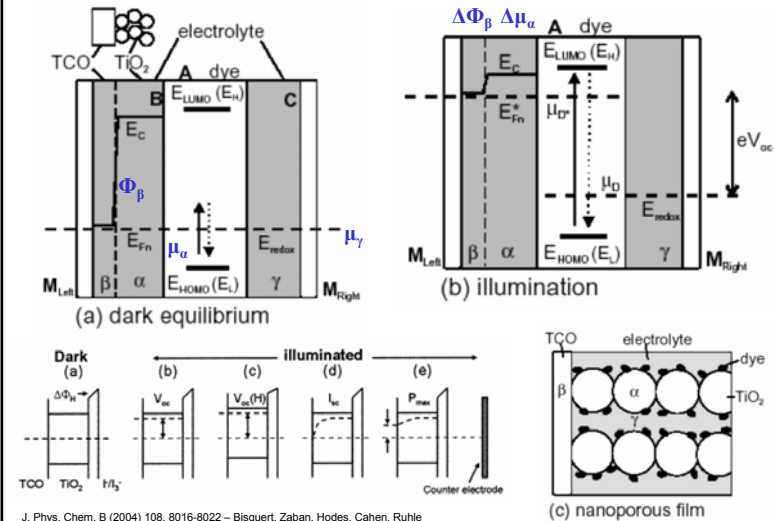 TCO TiO2 electrolyte
A dye
B
C
ELUMO (EH)
EC
Φβ
EFn
μα
Eredox
μγ
MLeft
β
α
EHOMO (EL)
γ
MRight
(a) dark equilibrium
ΔΦβ Δμα
A dye
ELUMO (EH)
EC
E*Fn
μD*
eVoc
μD
Eredox
MLeft
β
α
EHOMO (EL)
γ
MRight
(b) illumination
Dark
illuminated
(a)
(b)
(c)
(d)
(e)
ΔΦH
Voc
Voc(H)
Isc
Pmax
TCO
TiO2
I-/I3-
Counter electrode
TCO
electrolyte
dye
β
α
TiO2
γ
(c) nanoporous film
J. Phys. Chem. B (2004) 108, 8016-8022 – Bisquert, Zaban, Hodes, Cahen, Ruhle